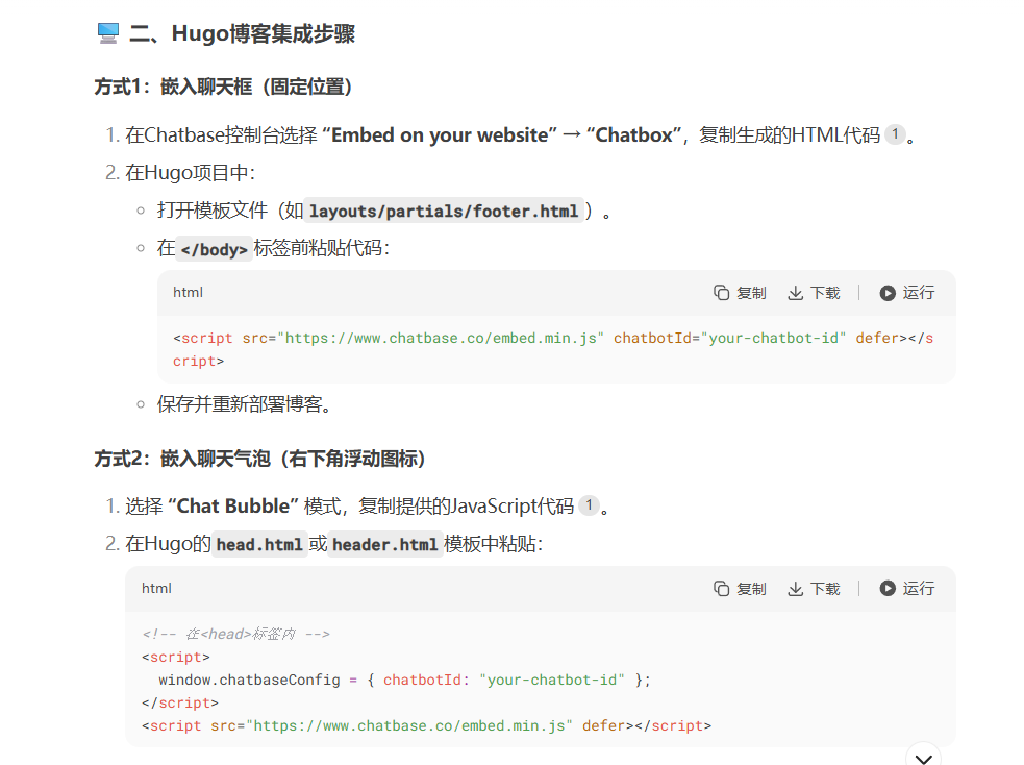 二、Hugo博客集成步骤
方式1：嵌入聊天框（固定位置）
1. 在Chatbase控制台选择 “Embed on your website” → “Chatbox”，复制生成的HTML代码 1 。
2. 在Hugo项目中：
打开模板文件（如 layouts/partials/footer.html ）。
在 </body> 标签前粘贴代码：
html 复制 下载 运行
<script src="https://www.chatbase.co/embed.min.js" chatbotId="your-chatbot-id" defer></s
cript>
保存并重新部署博客。
方式2：嵌入聊天气泡（右下角浮动图标）
1. 选择 “Chat Bubble” 模式，复制提供的JavaScript代码 1 。
2. 在Hugo的 head.html 或 header.html 模板中粘贴：
html 复制 下载 运行
<!-- 在<head>标签内 -->
<script>
  window.chatbaseConfig = { chatbotId: "your-chatbot-id" };
</script>
<script src="https://www.chatbase.co/embed.min.js" defer></script>